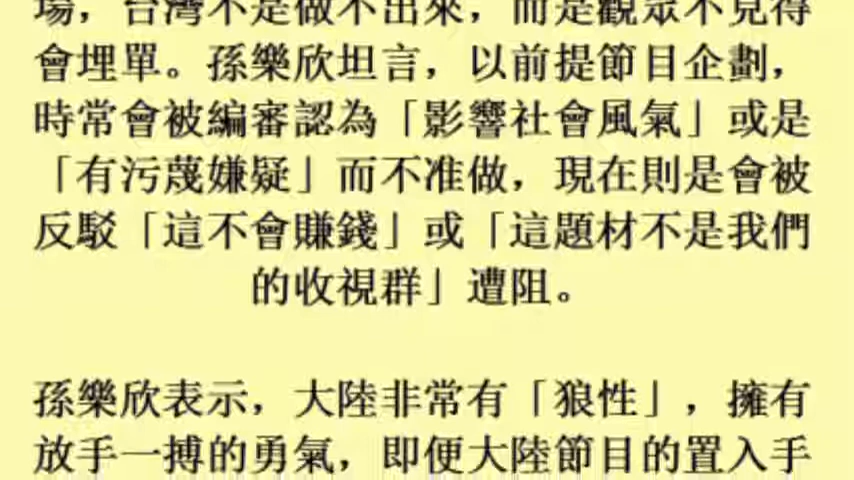 場，台灣不是做不出來，而是觀眾不見得
會埋單。孫樂欣坦言，以前提節目企劃，
時常會被編審認為「影響社會風氣」或是
「有污蔑嫌疑」而不准做，現在則是會被
反駁「這不會賺錢」或「這題材不是我們
的收視群」遭阻。
孫樂欣表示，大陸非常有「狼性」，擁有
放手一搏的勇氣，即便大陸節目的置入手